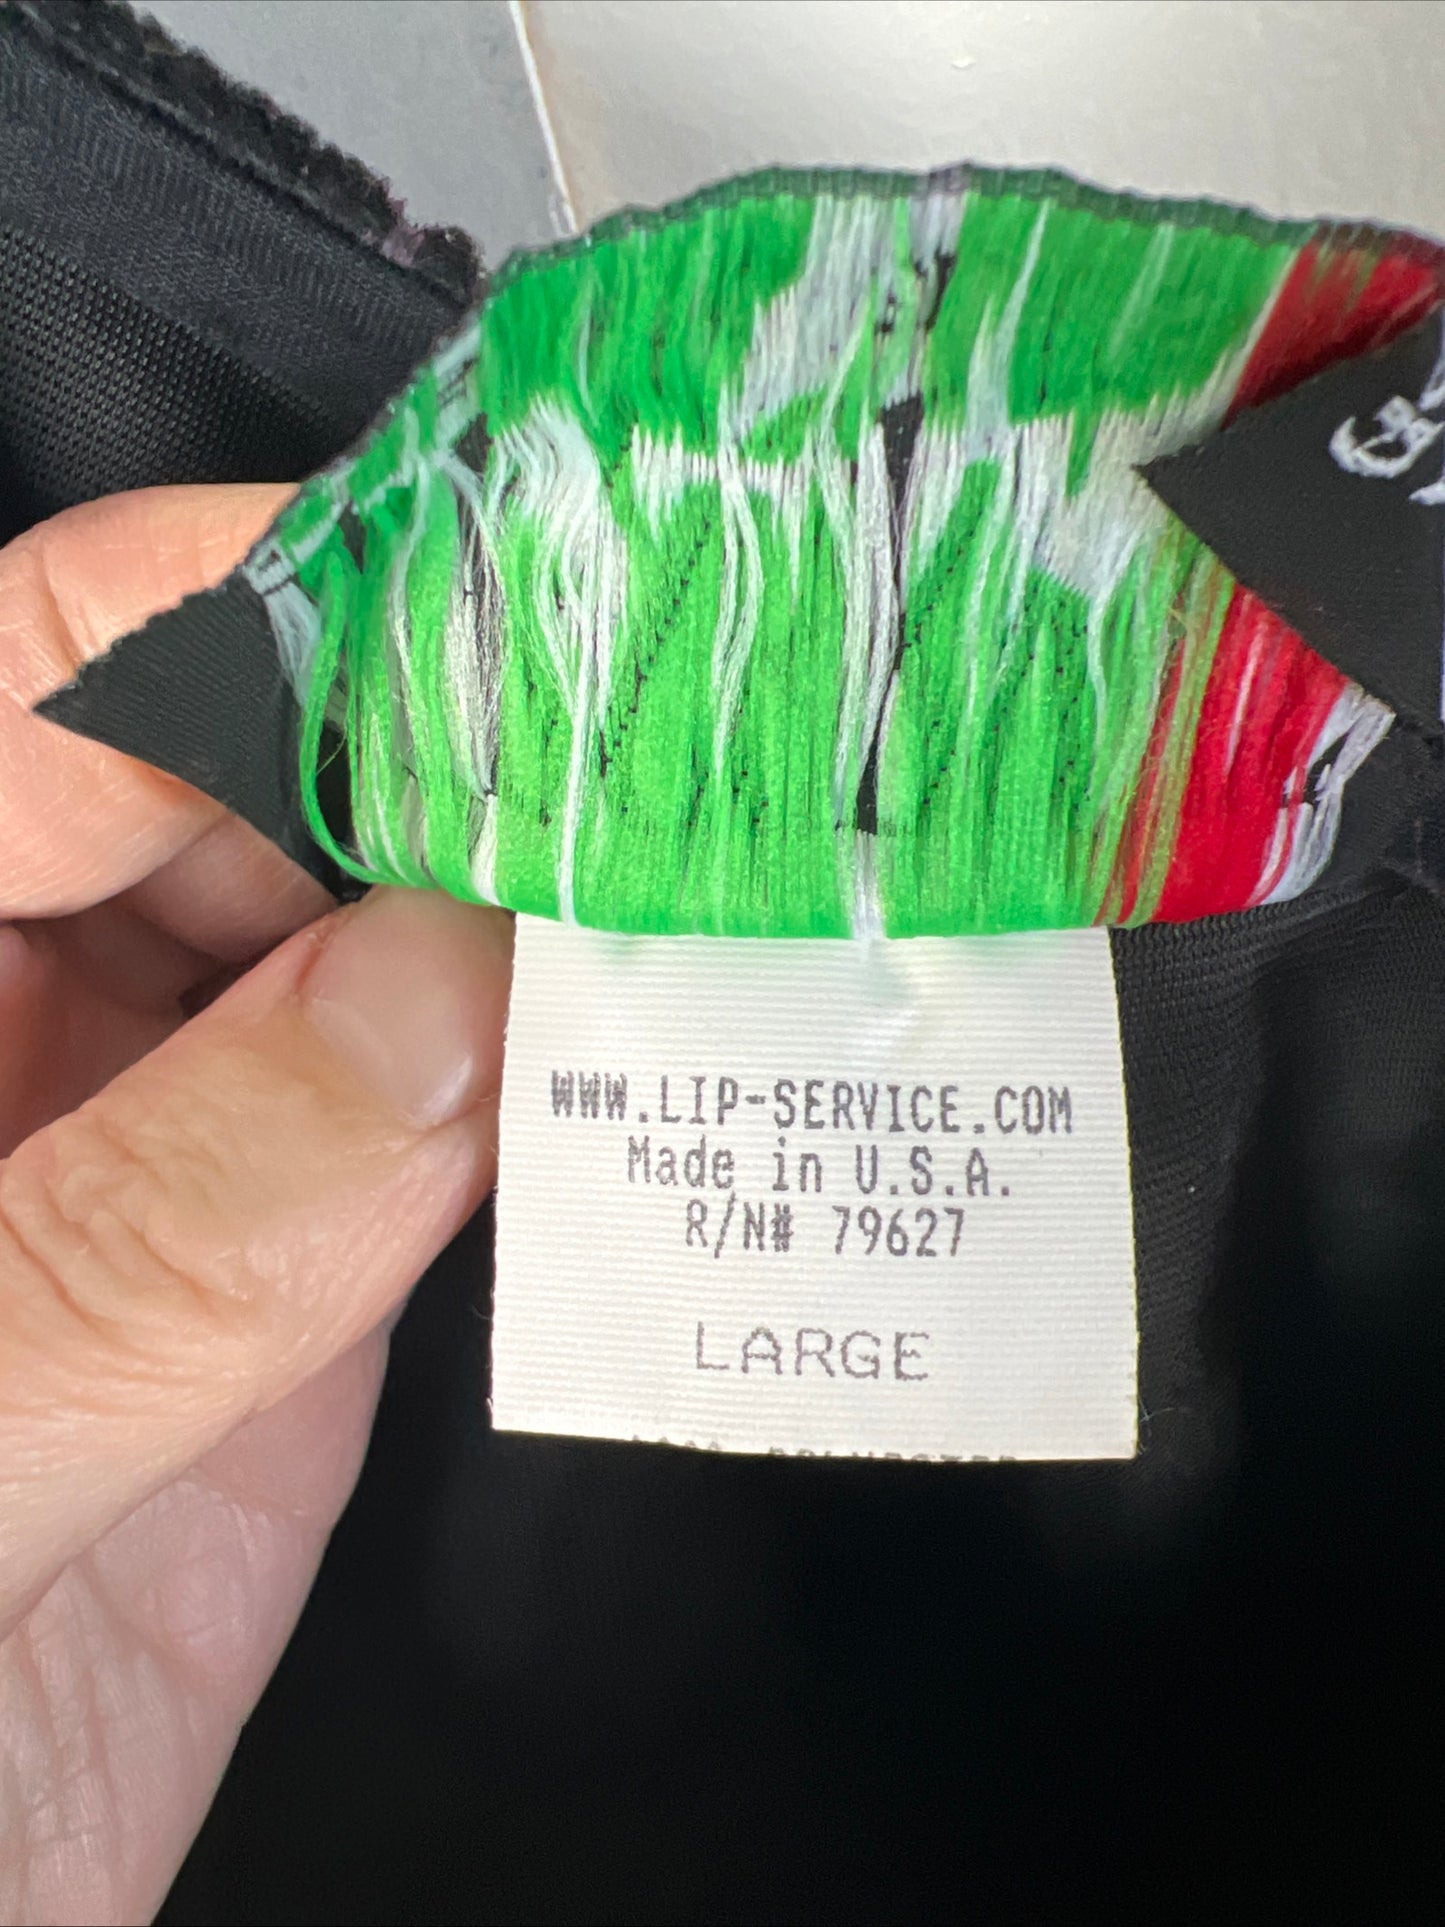 WWW.LIP-SERVICE.COM
Made in U.S.A.
R/N# 79627
LARGE